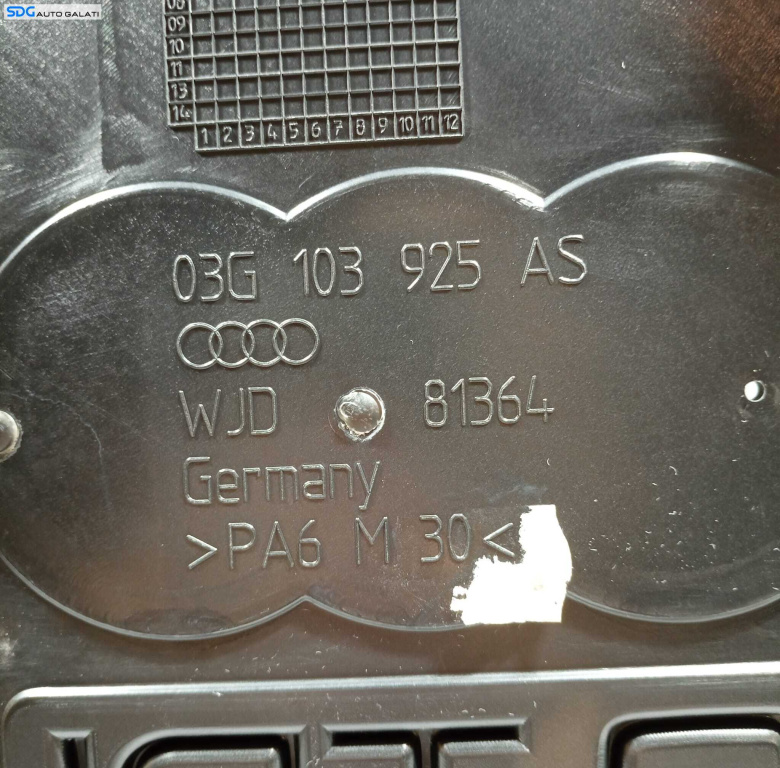 SDG AUTO GALATI
08
09
10
11
13
14
1 2 3 4 5 6 7 8 9 10 11 12
03G 103 925 AS
WJD 81364
Germany
>PA6 M 30<